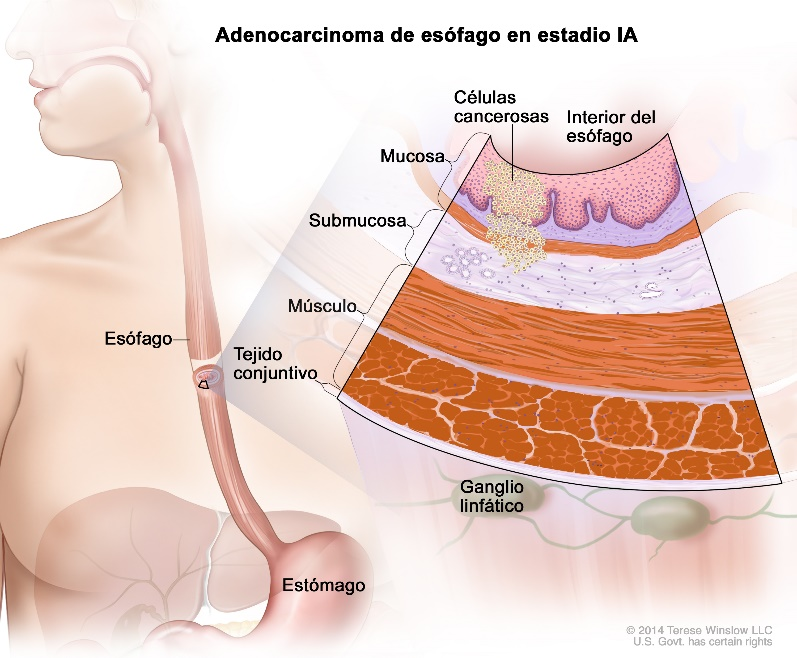 Adenocarcinoma de esófago en estadio IA
Células
cancerosas
Interior del
esófago
Mucosa
Submucosa
Músculo
Esófago
Tejido
conjuntivo
Ganglio
linfático
Estómago
© 2014 Terese Winslow LLC
U.S. Govt. has certain rights